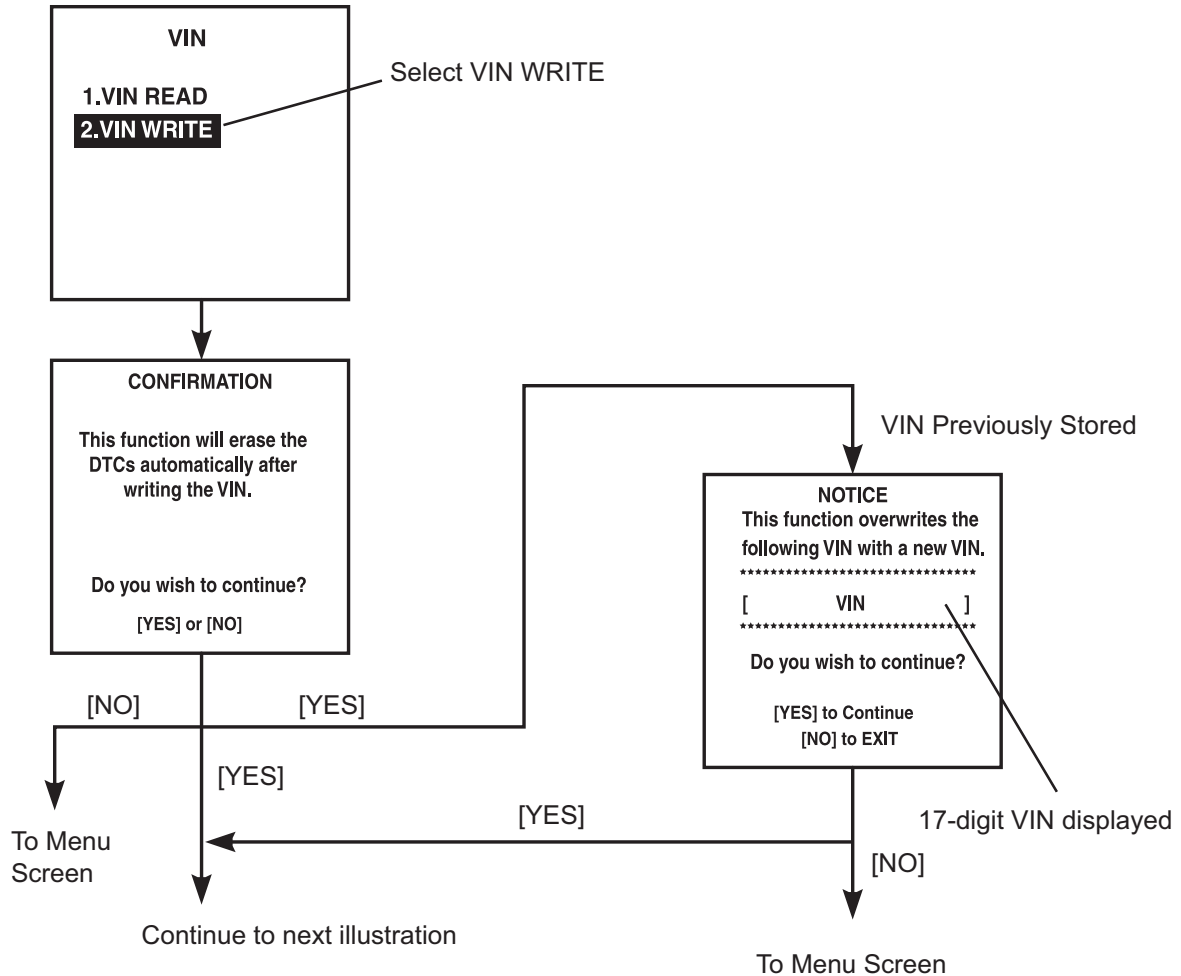 VIN
Select VIN WRITE
1.VIN READ
2.VIN WRITE
CONFIRMATION
This function will erase the
DTCs automatically after
writing the VIN.
Do you wish to continue?
[YES] or [NO]
VIN Previously Stored
NOTICE
This function overwrites the
following VIN with a new VIN.
*******************************
[ VIN ]
*******************************
Do you wish to continue?
[YES] to Continue
[NO] to EXIT
17-digit VIN displayed
[NO]
[YES]
[YES]
[YES]
[NO]
To Menu
Screen
Continue to next illustration
To Menu Screen